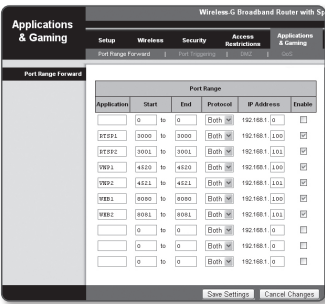 Wireless-G Broadband Router with Sp
Applications & Gaming
Setup Wireless Security Access Restrictions Applications & Gaming
Port Range Forward | Port Triggering | DMZ | QoS
Port Range Forward
Port Range
Application Start End Protocol IP Address Enable
0 to 0 Both 192.168.1. 0
RTSP1 3000 to 3000 Both 192.168.1. 100
RTSP2 3001 to 3001 Both 192.168.1. 101
VNP1 4520 to 4520 Both 192.168.1. 100
VNP2 4521 to 4521 Both 192.168.1. 101
WEB1 8080 to 8080 Both 192.168.1. 100
WEB2 8081 to 8081 Both 192.168.1. 101
0 to 0 Both 192.168.1. 0
0 to 0 Both 192.168.1. 0
0 to 0 Both 192.168.1. 0
Save Settings Cancel Changes